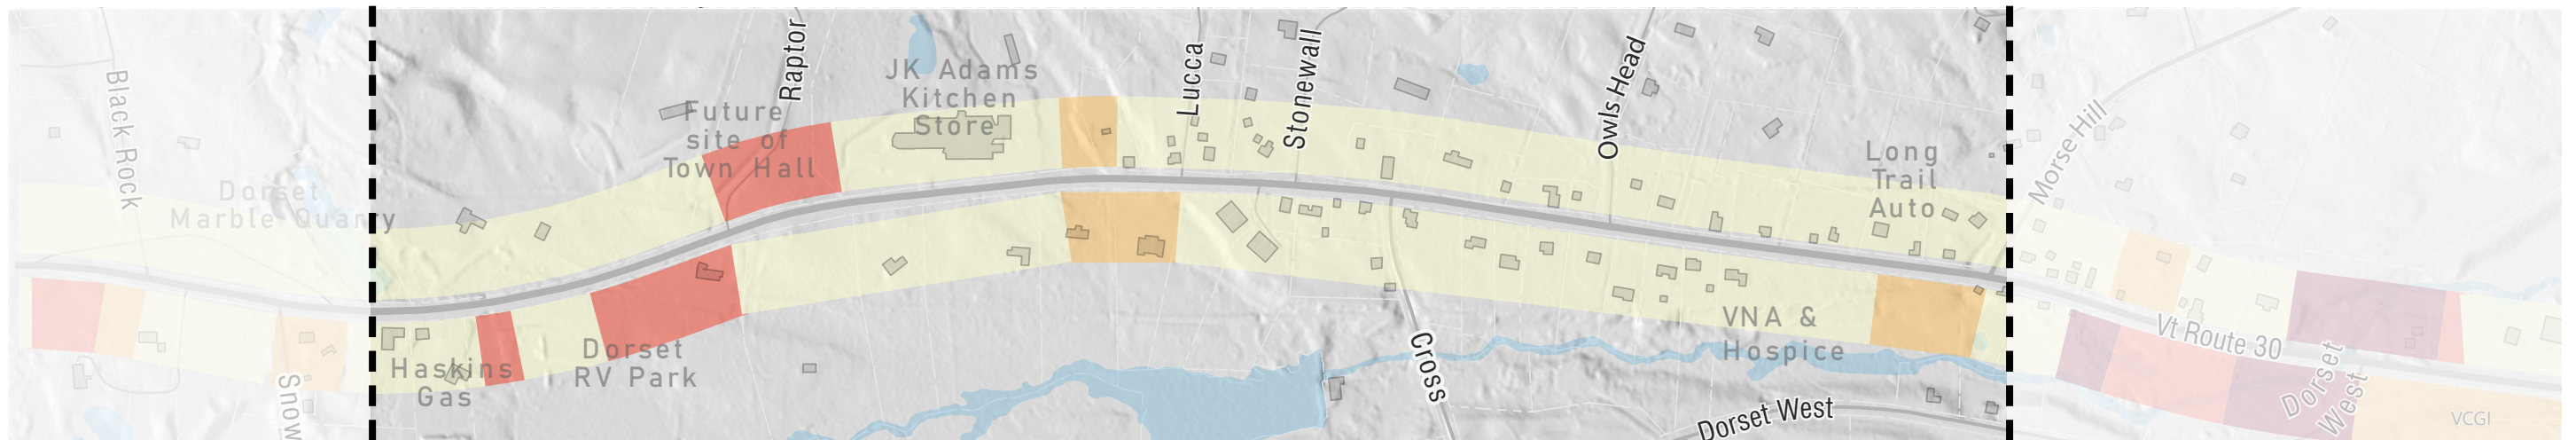 Black Rock
Dorset
Marble Quarry
Snow
Haskins
Gas
Raptor
Future
site of
Town Hall
Dorset
RV Park
JK Adams
Kitchen
Store
Lucca
Stonewall
Cross
Owls Head
Long
Trail
Auto
VNA &
Hospice
Dorset West
Morse Hill
Vt Route 30
Dorset
West
VCGI